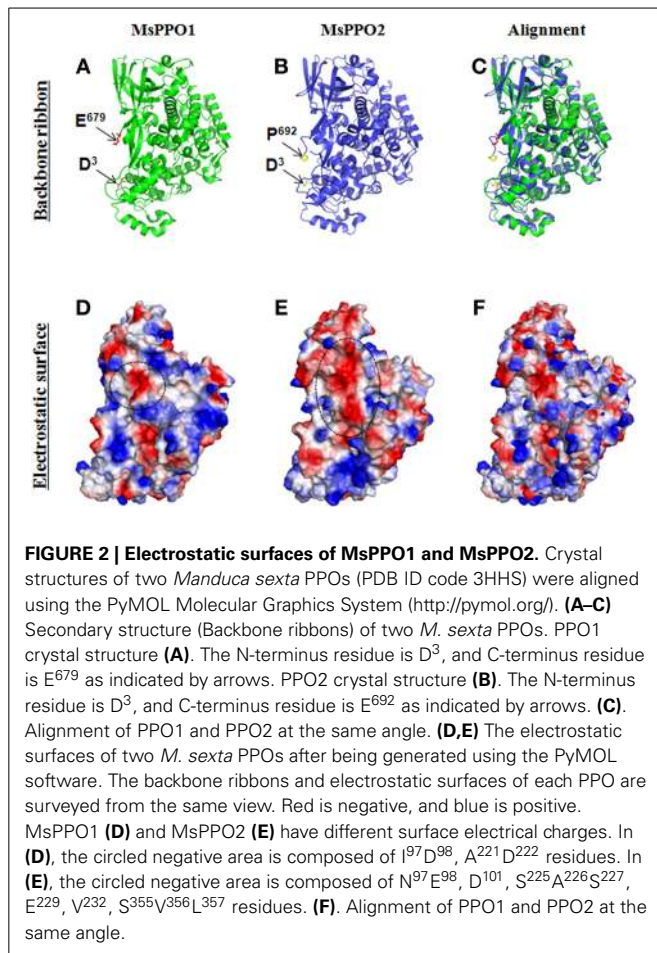 MsPPO1 MsPPO2 Alignment
Backbone ribbon
A B C
E679
D3
P692
D3
Electrostatic surface
D E F
FIGURE 2 | Electrostatic surfaces of MsPPO1 and MsPPO2. Crystal
structures of two Manduca sexta PPOs (PDB ID code 3HHS) were aligned
using the PyMOL Molecular Graphics System (http://pymol.org/). (A–C)
Secondary structure (Backbone ribbons) of two M. sexta PPOs. PPO1
crystal structure (A). The N-terminus residue is D3, and C-terminus residue
is E679 as indicated by arrows. PPO2 crystal structure (B). The N-terminus
residue is D3, and C-terminus residue is E692 as indicated by arrows. (C).
Alignment of PPO1 and PPO2 at the same angle. (D,E) The electrostatic
surfaces of two M. sexta PPOs after being generated using the PyMOL
software. The backbone ribbons and electrostatic surfaces of each PPO are
surveyed from the same view. Red is negative, and blue is positive.
MsPPO1 (D) and MsPPO2 (E) have different surface electrical charges. In
(D), the circled negative area is composed of I97D98, A221D222 residues. In
(E), the circled negative area is composed of N97E98, D101, S225A226S227,
E229, V232, S355V356L357 residues. (F). Alignment of PPO1 and PPO2 at the
same angle.